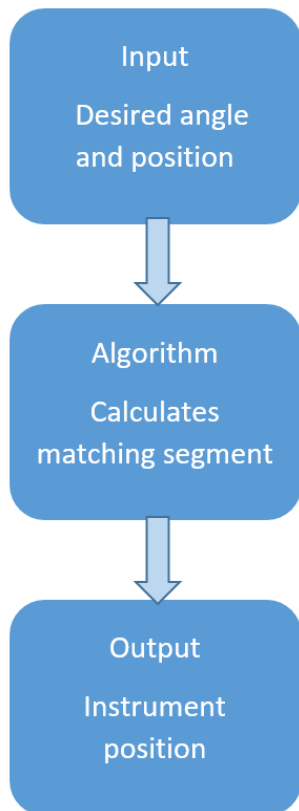 Input
Desired angle
and position
Algorithm
Calculates
matching segment
Output
Instrument
position